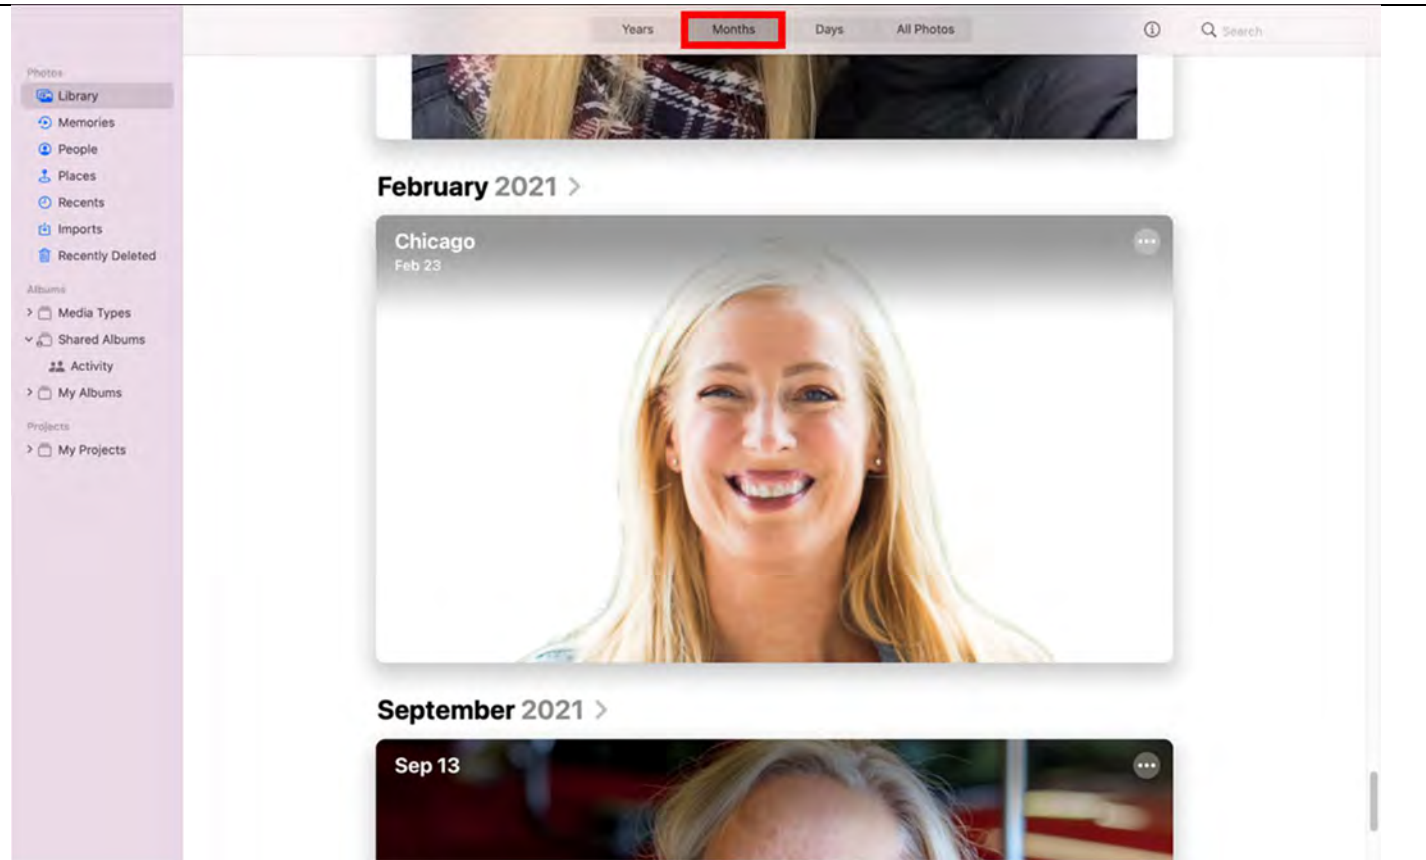 Years Months Days All Photos Search
Photos
Library
Memories
People
Places
Recents
Imports
Recently Deleted
Albums
Media Types
Shared Albums
Activity
My Albums
Projects
My Projects
February 2021 >
Chicago
Feb 23
September 2021 >
Sep 13